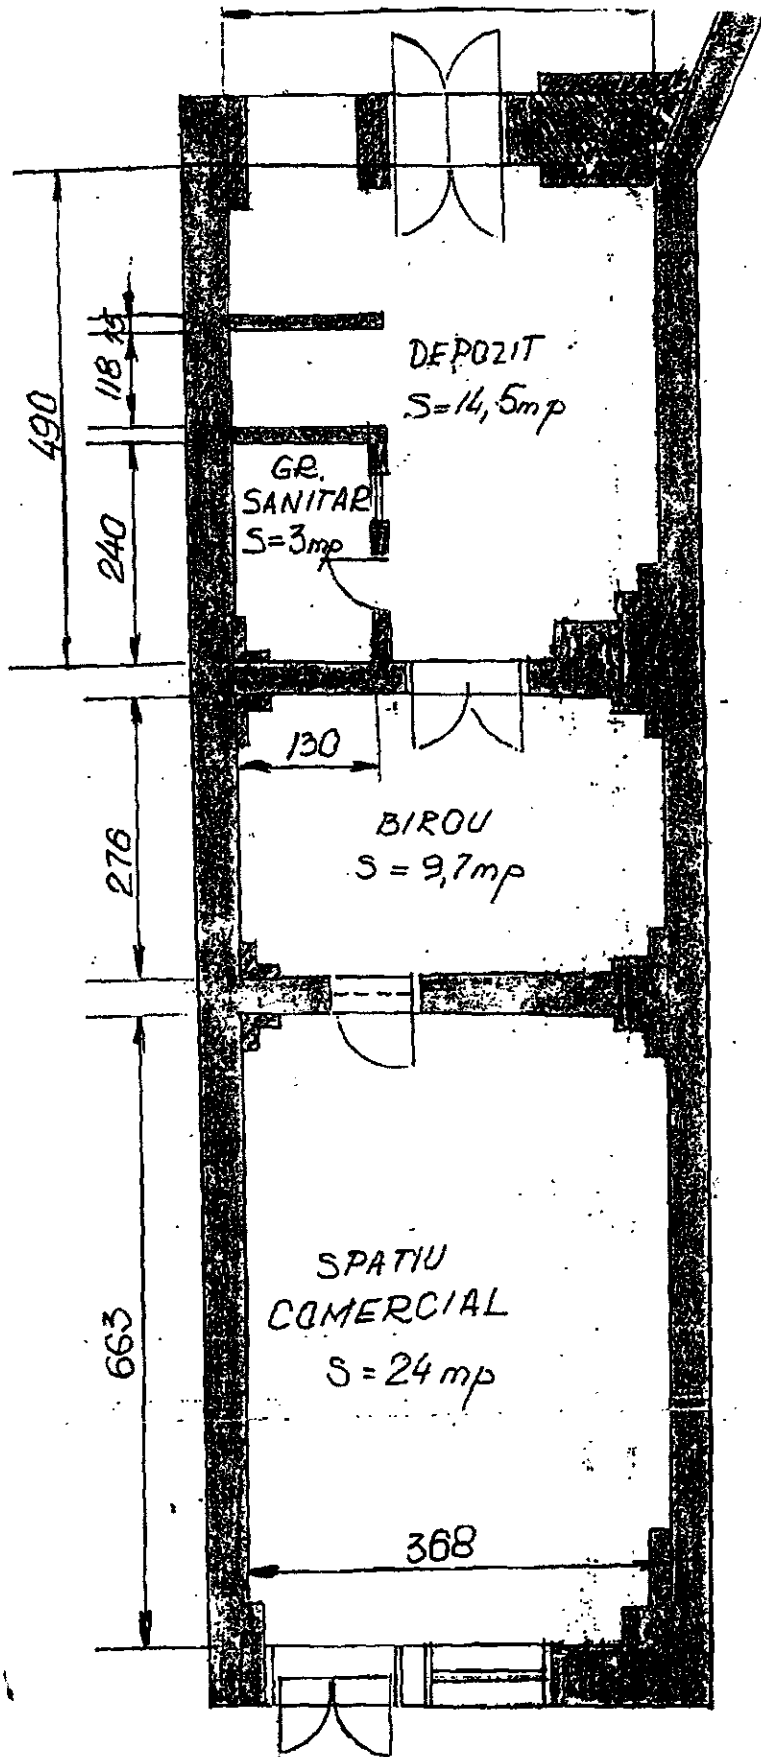 DEPOZIT
S=14,5mp
15
118
490
GR.
SANITAR
S=3mp
240
130
276
BIROU
S = 9,7mp
SPATIU
COMERCIAL
S = 24 mp
663
368